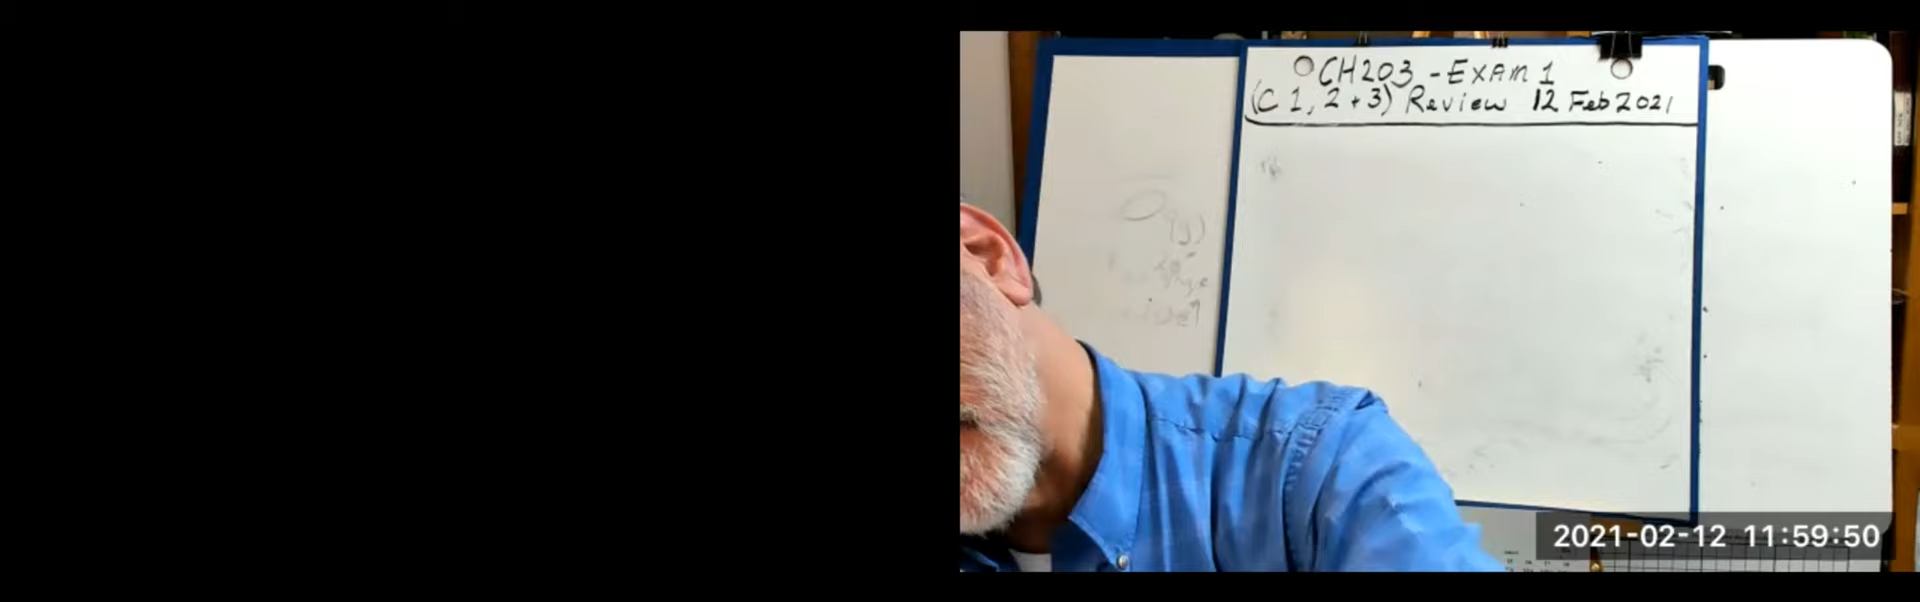 CH203 - Exam 1
(C 1, 2 + 3) Review 12 Feb 2021
2021-02-12 11:59:50